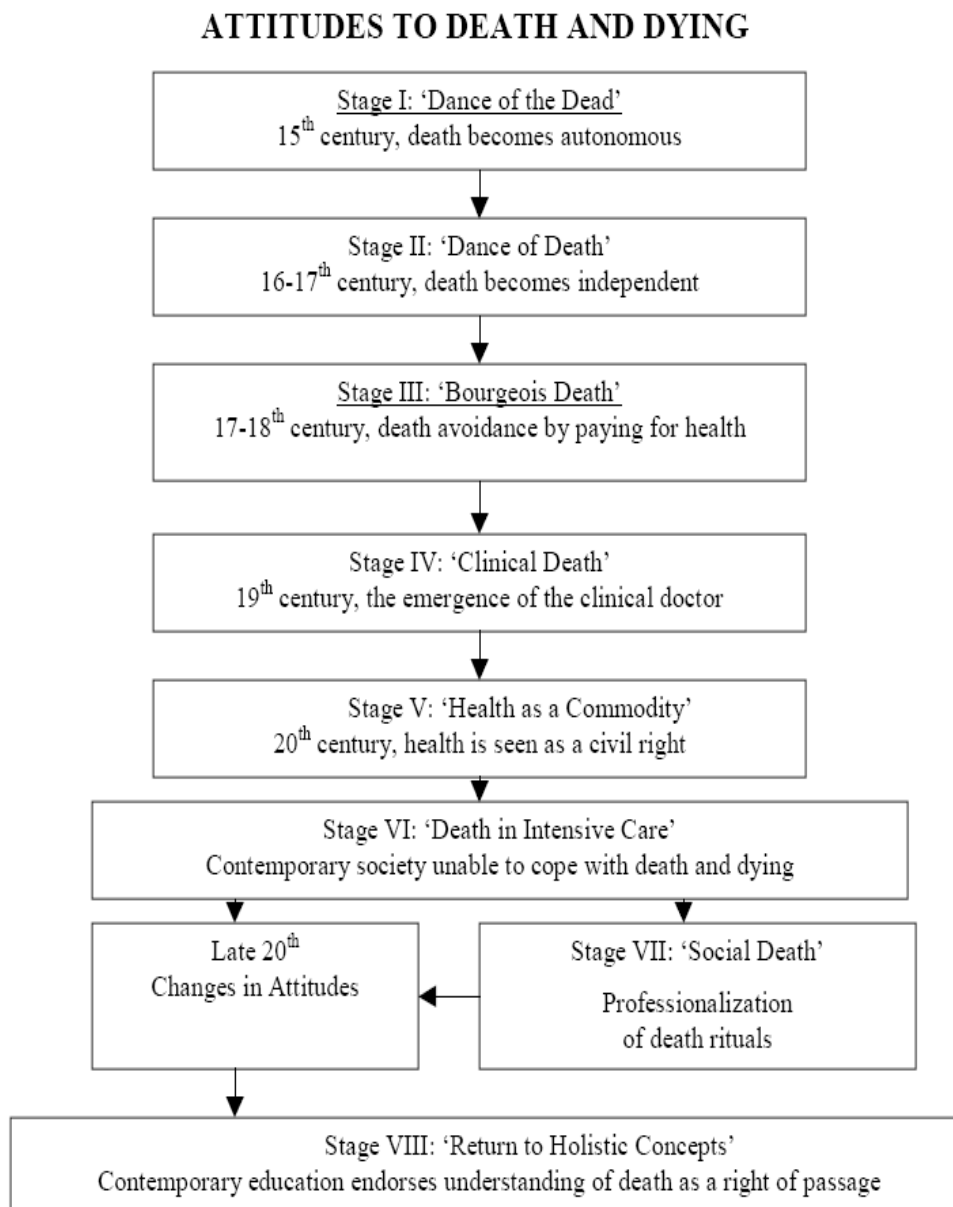 ATTITUDES TO DEATH AND DYING
Stage I: ‘Dance of the Dead’
15th century, death becomes autonomous
Stage II: ‘Dance of Death’
16-17th century, death becomes independent
Stage III: ‘Bourgeois Death’
17-18th century, death avoidance by paying for health
Stage IV: ‘Clinical Death’
19th century, the emergence of the clinical doctor
Stage V: ‘Health as a Commodity’
20th century, health is seen as a civil right
Stage VI: ‘Death in Intensive Care’
Contemporary society unable to cope with death and dying
Late 20th
Changes in Attitudes
Stage VII: ‘Social Death’
Professionalization
of death rituals
Stage VIII: ‘Return to Holistic Concepts’
Contemporary education endorses understanding of death as a right of passage